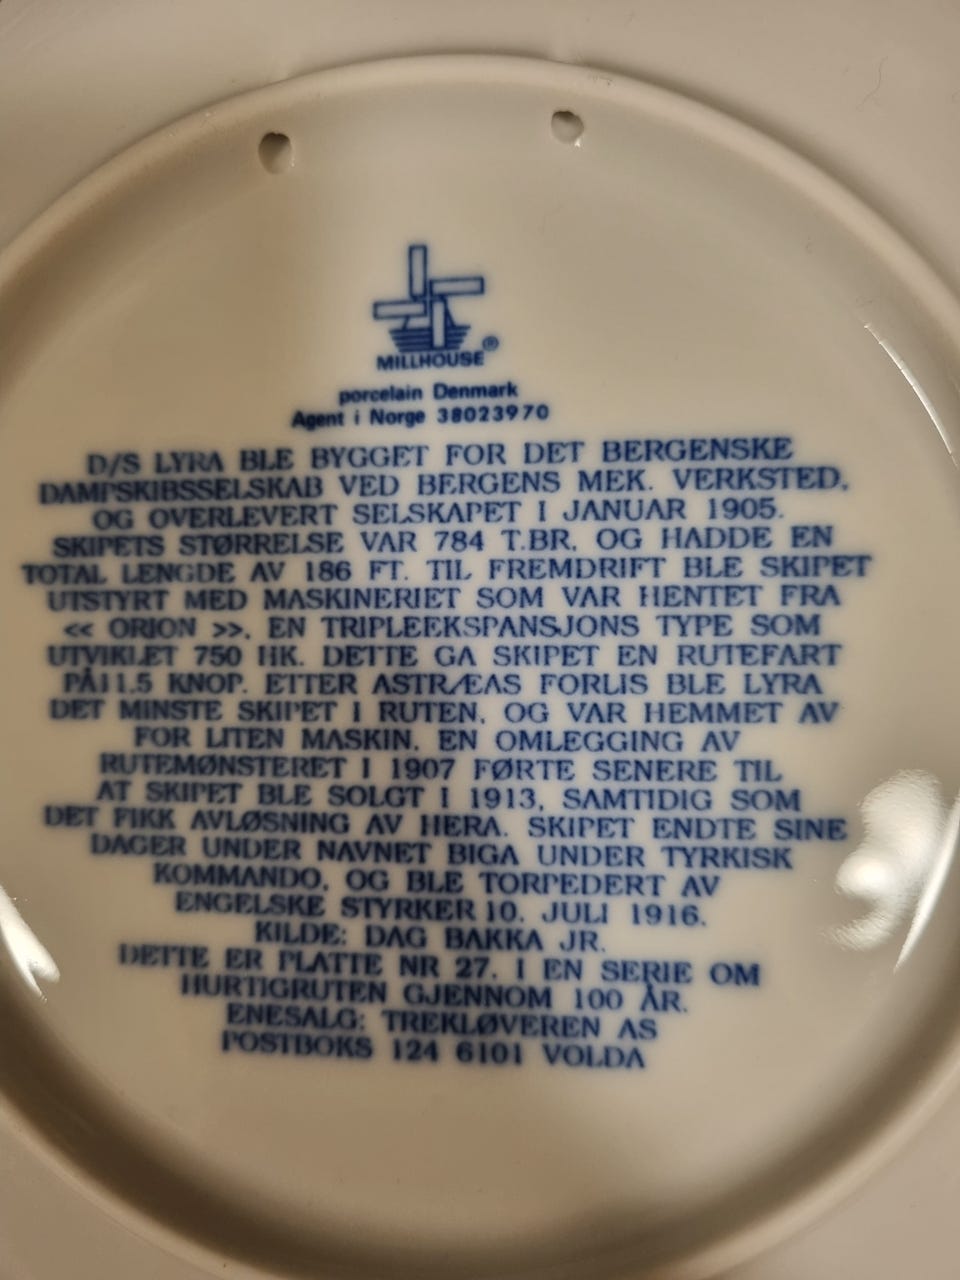 MILLHOUSE®
porcelain Denmark
Agent i Norge 38023970
D/S LYRA BLE BYGGET FOR DET BERGENSKE
DAMPSKIBSSELSKAB VED BERGENS MEK. VERKSTED,
OG OVERLEVERT SELSKAPET I JANUAR 1905.
SKIPETS STØRRELSE VAR 784 T.BR. OG HADDE EN
TOTAL LENGDE AV 186 FT. TIL FREMDRIFT BLE SKIPET
UTSTYRT MED MASKINERIET SOM VAR HENTET FRA
<< ORION >>, EN TRIPLEEKSPANSJONS TYPE SOM
UTVIKLET 750 HK. DETTE GA SKIPET EN RUTEFART
PÅ11.5 KNOP. ETTER ASTRÆAS FORLIS BLE LYRA
DET MINSTE SKIPET I RUTEN, OG VAR HEMMET AV
FOR LITEN MASKIN. EN OMLEGGING AV
RUTEMØNSTERET I 1907 FØRTE SENERE TIL
AT SKIPET BLE SOLGT I 1913, SAMTIDIG SOM
DET FIKK AVLØSNING AV HERA. SKIPET ENDTE SINE
DAGER UNDER NAVNET BIGA UNDER TYRKISK
KOMMANDO, OG BLE TORPEDERT AV
ENGELSKE STYRKER 10. JULI 1916.
KILDE: DAG BAKKA JR.
DETTE ER PLATTE NR 27. I EN SERIE OM
HURTIGRUTEN GJENNOM 100 ÅR.
ENESALG: TREKLØVEREN AS
POSTBOKS 124 6101 VOLDA